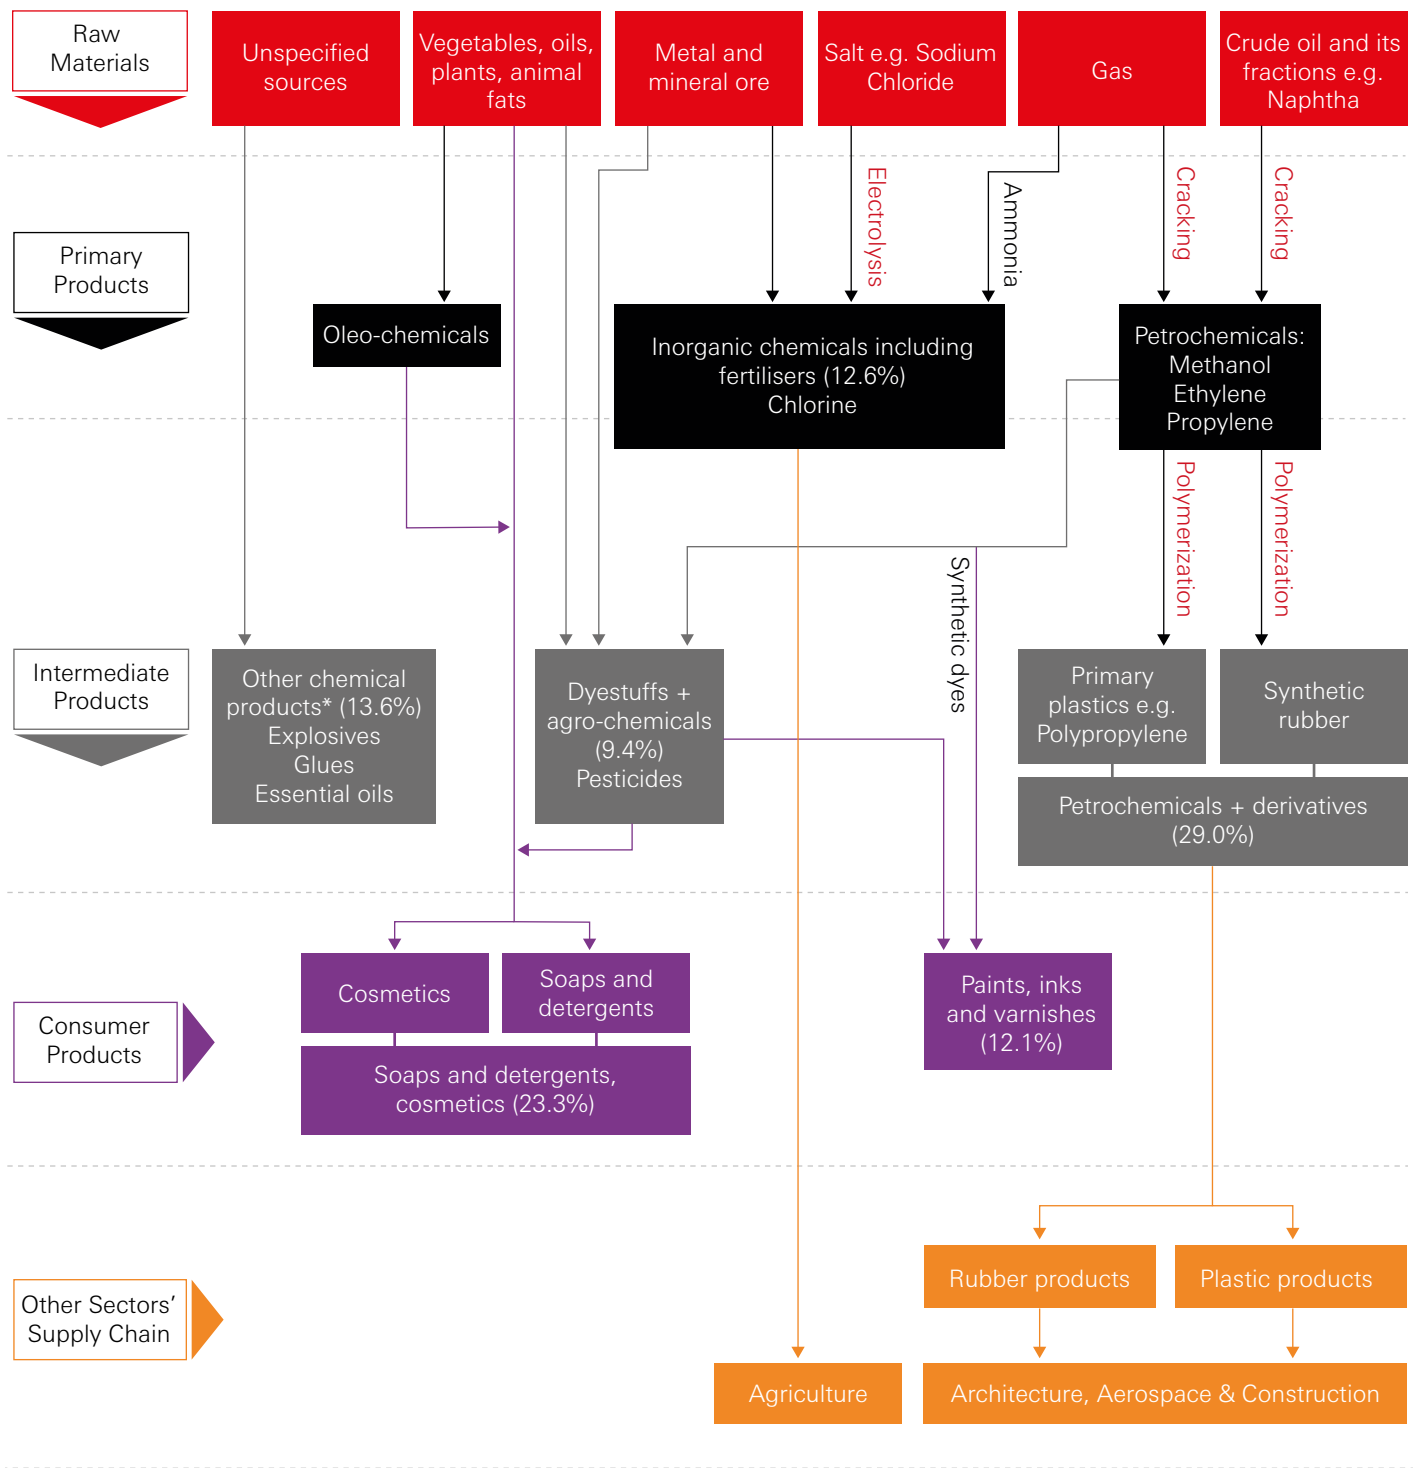 Raw
Materials
Unspecified
sources
Vegetables, oils,
plants, animal
fats
Metal and
mineral ore
Salt e.g. Sodium
Chloride
Gas
Crude oil and its
fractions e.g.
Naphtha
Electrolysis
Ammonia
Cracking
Cracking
Primary
Products
Oleo-chemicals
Inorganic chemicals including
fertilisers (12.6%)
Chlorine
Petrochemicals:
Methanol
Ethylene
Propylene
Polymerization
Polymerization
Synthetic dyes
Intermediate
Products
Other chemical
products* (13.6%)
Explosives
Glues
Essential oils
Dyestuffs +
agro-chemicals
(9.4%)
Pesticides
Primary
plastics e.g.
Polypropylene
Synthetic
rubber
Petrochemicals + derivatives
(29.0%)
Consumer
Products
Cosmetics
Soaps and
detergents
Soaps and detergents,
cosmetics (23.3%)
Paints, inks
and varnishes
(12.1%)
Other Sectors’
Supply Chain
Rubber products
Plastic products
Agriculture
Architecture, Aerospace & Construction